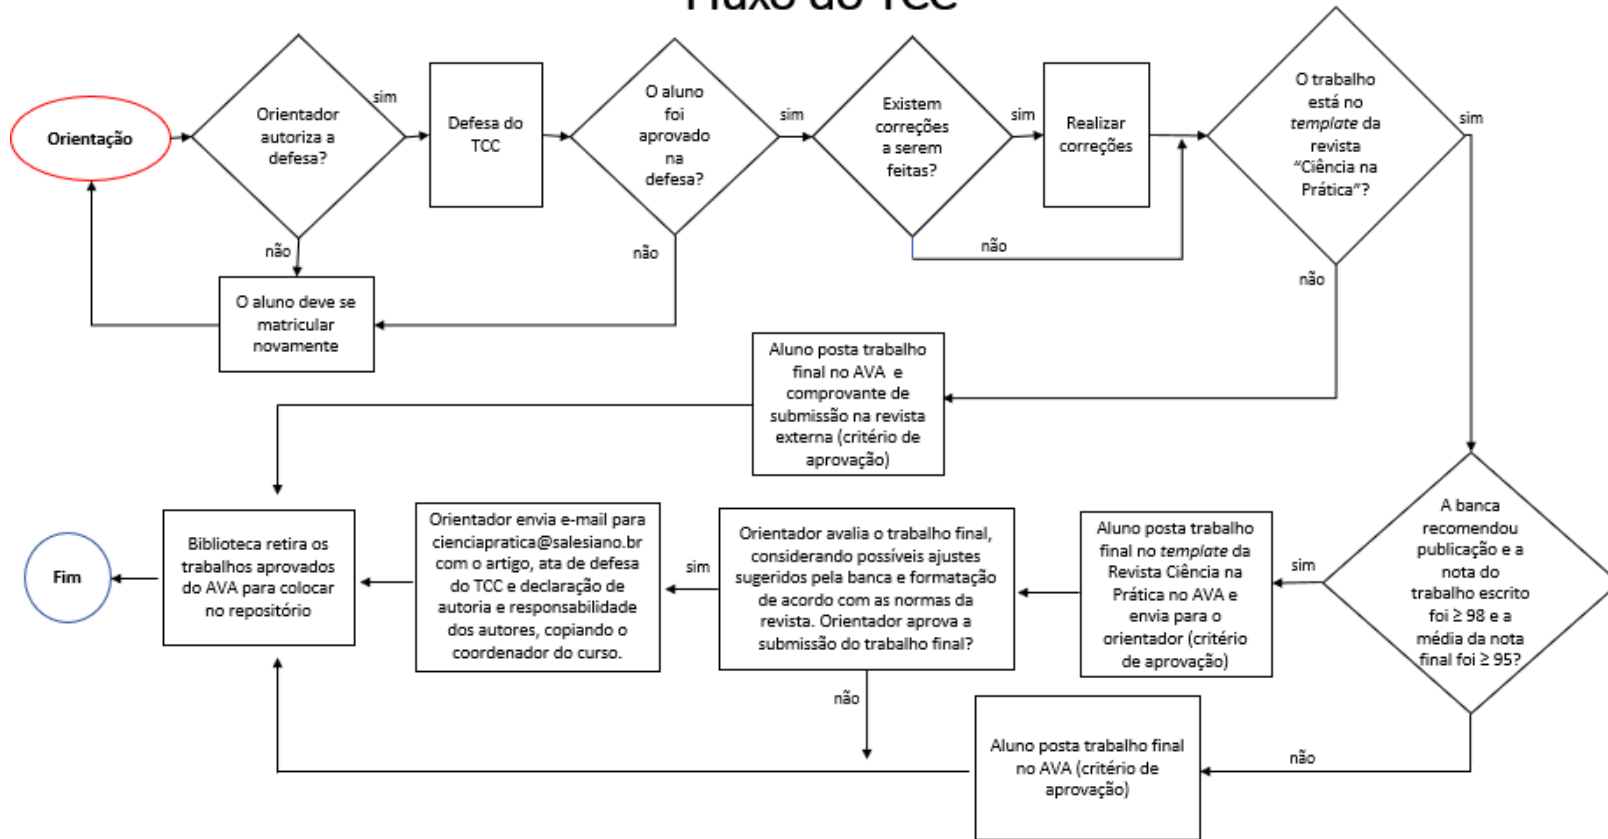 Fluxo do TCC
Orientação
Orientador
autoriza a
defesa?
sim
não
Defesa do
TCC
O aluno
foi
aprovado
na
defesa?
sim
não
Existem
correções
a serem
feitas?
sim
não
Realizar
correções
O trabalho
está no
template da
revista
“Ciência na
Prática”?
sim
não
O aluno deve se
matricular
novamente
Aluno posta trabalho
final no AVA e
comprovante de
submissão na revista
externa (critério de
aprovação)
A banca
recomendou
publicação e a
nota do
trabalho escrito
foi ≥ 98 e a
média da nota
final foi ≥ 95?
sim
não
Aluno posta trabalho
final no template da
Revista Ciência na
Prática no AVA e
envia para o
orientador (critério
de aprovação)
Orientador avalia o trabalho final,
considerando possíveis ajustes
sugeridos pela banca e formatação
de acordo com as normas da
revista. Orientador aprova a
submissão do trabalho final?
sim
não
Orientador envia e-mail para
cienciapratica@salesiano.br
com o artigo, ata de defesa
do TCC e declaração de
autoria e responsabilidade
dos autores, copiando o
coordenador do curso.
Biblioteca retira os
trabalhos aprovados
do AVA para colocar
no repositório
Fim
Aluno posta trabalho final
no AVA (critério de
aprovação)